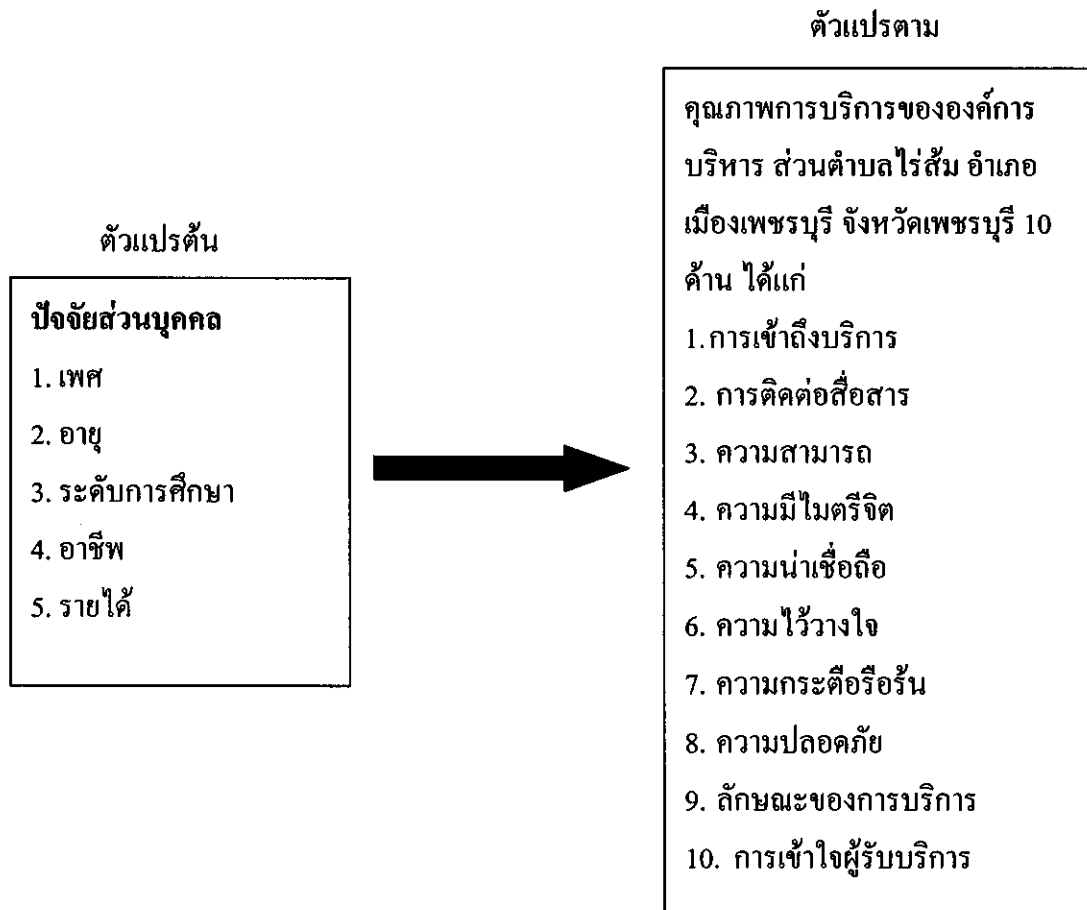 ตัวแปรต้น
ปัจจัยส่วนบุคคล
1. เพศ
2. อายุ
3. ระดับการศึกษา
4. อาชีพ
5. รายได้
ตัวแปรตาม
คุณภาพการบริการขององค์การ
บริหาร ส่วนตำบลไร่ส้ม อำเภอ
เมืองเพชรบุรี จังหวัดเพชรบุรี 10
ด้าน ได้แก่
1.การเข้าถึงบริการ
2. การติดต่อสื่อสาร
3. ความสามารถ
4. ความมีไมตรีจิต
5. ความน่าเชื่อถือ
6. ความไว้วางใจ
7. ความกระตือรือร้น
8. ความปลอดภัย
9. ลักษณะของการบริการ
10. การเข้าใจผู้รับบริการ